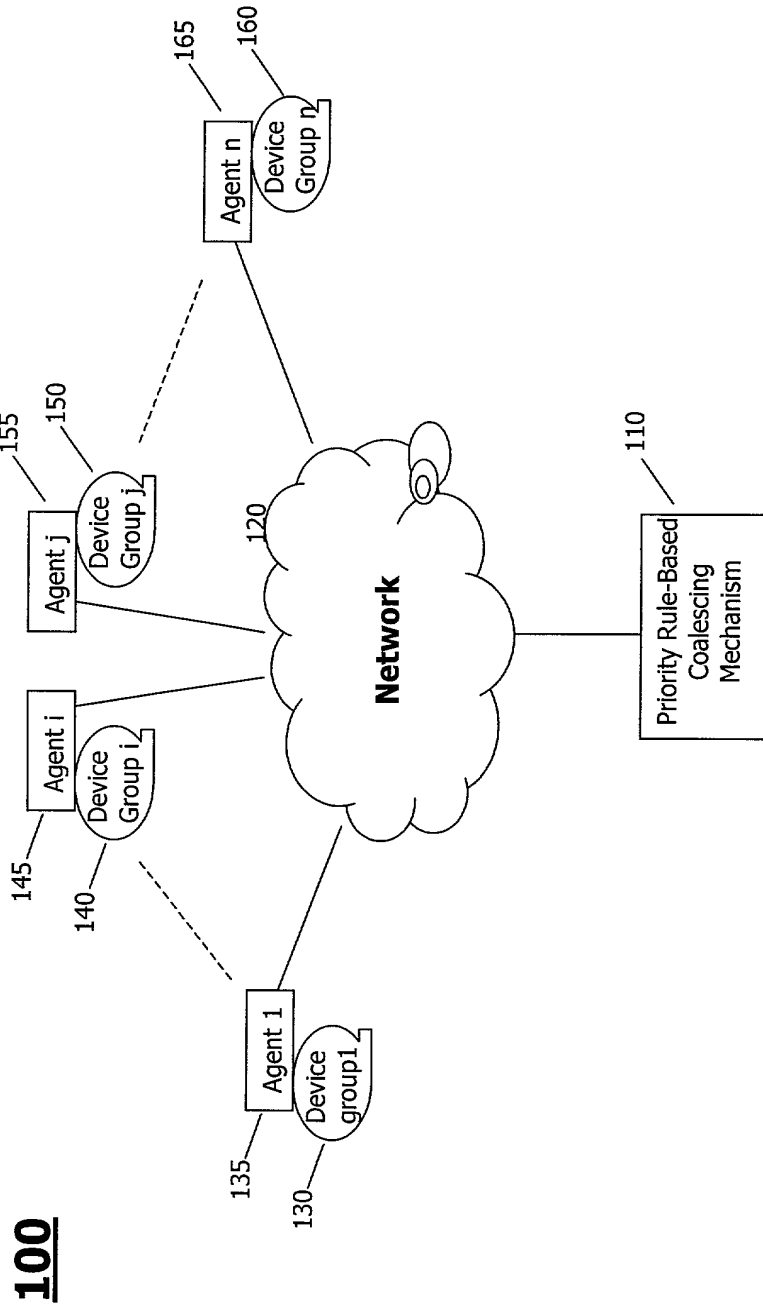 100
135
Agent 1
Device
group1
130
145
Agent i
Device
Group i
140
155
Agent j
Device
Group j
150
165
Agent n
Device
Group n
160
120
Network
110
Priority Rule-Based
Coalescing
Mechanism